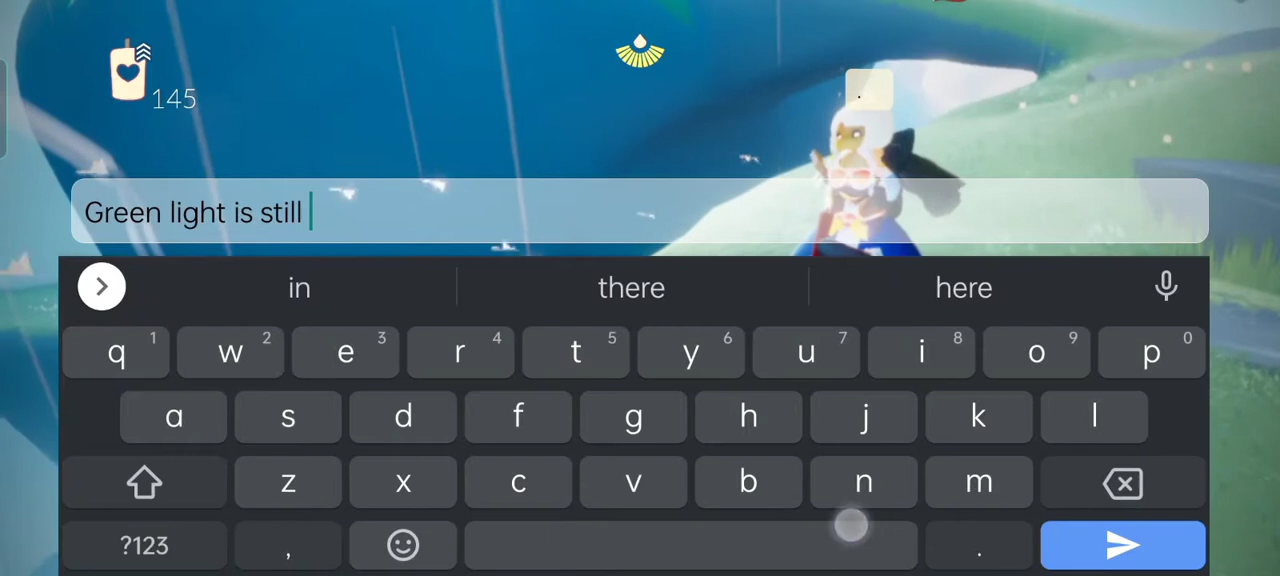 145
.
Green light is still
in there here
q 1 w 2 e 3 r 4 t 5 y 6 u 7 i 8 o 9 p 0
a s d f g h j k l
z x c v b n m
?123 , .